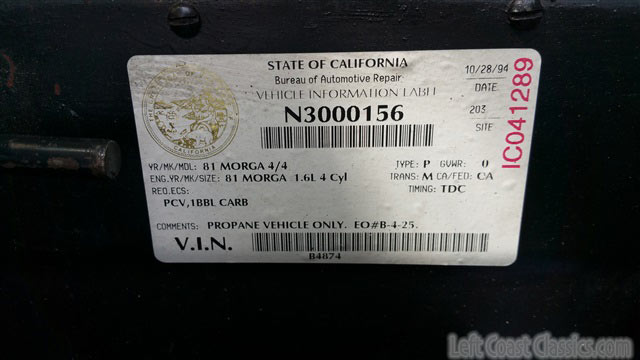 STATE OF CALIFORNIA
Bureau of Automotive Repair
VEHICLE INFORMATION LABEL
N3000156
10/28/94
DATE
203
SITE
IC041289
CALIFORNIA
YR/MK/MDL: 81 MORGA 4/4 TYPE: P GVWR: 0
ENG.YR/MK/SIZE: 81 MORGA 1.6L 4 Cyl TRANS: M CA/FED: CA
REQ.ECS: TIMING: TDC
PCV,1BBL CARB
COMMENTS: PROPANE VEHICLE ONLY. EO#B-4-25.
V.I.N.
B4874
Left Coast Classics.com